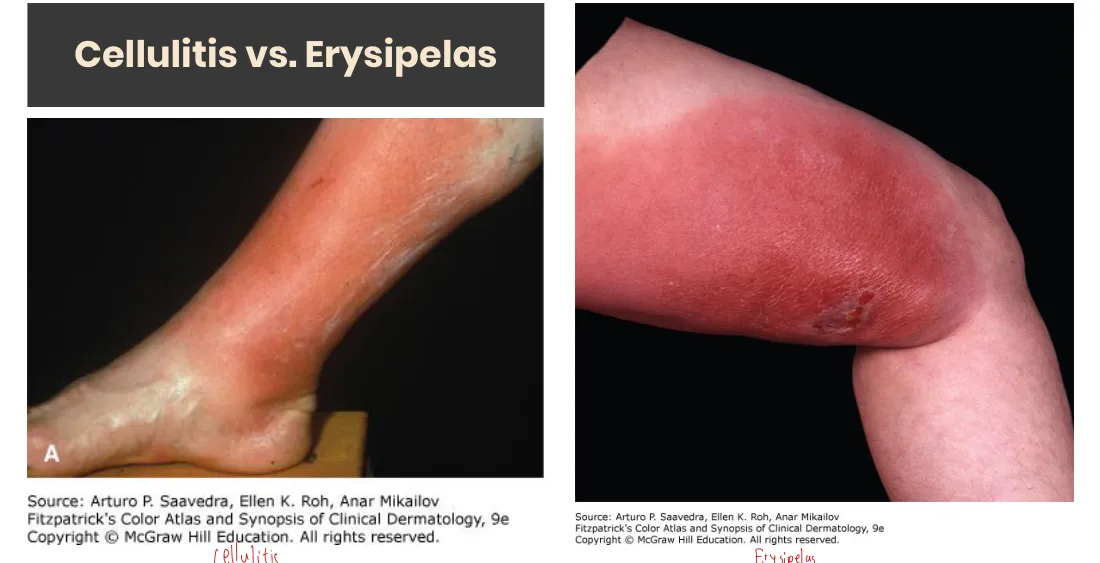 Cellulitis vs. Erysipelas
A
Source: Arturo P. Saavedra, Ellen K. Roh, Anar Mikailov
Fitzpatrick's Color Atlas and Synopsis of Clinical Dermatology, 9e
Copyright © McGraw Hill Education. All rights reserved.
Cellulitis
Source: Arturo P. Saavedra, Ellen K. Roh, Anar Mikailov
Fitzpatrick's Color Atlas and Synopsis of Clinical Dermatology, 9e
Copyright © McGraw Hill Education. All rights reserved.
Erysipelas